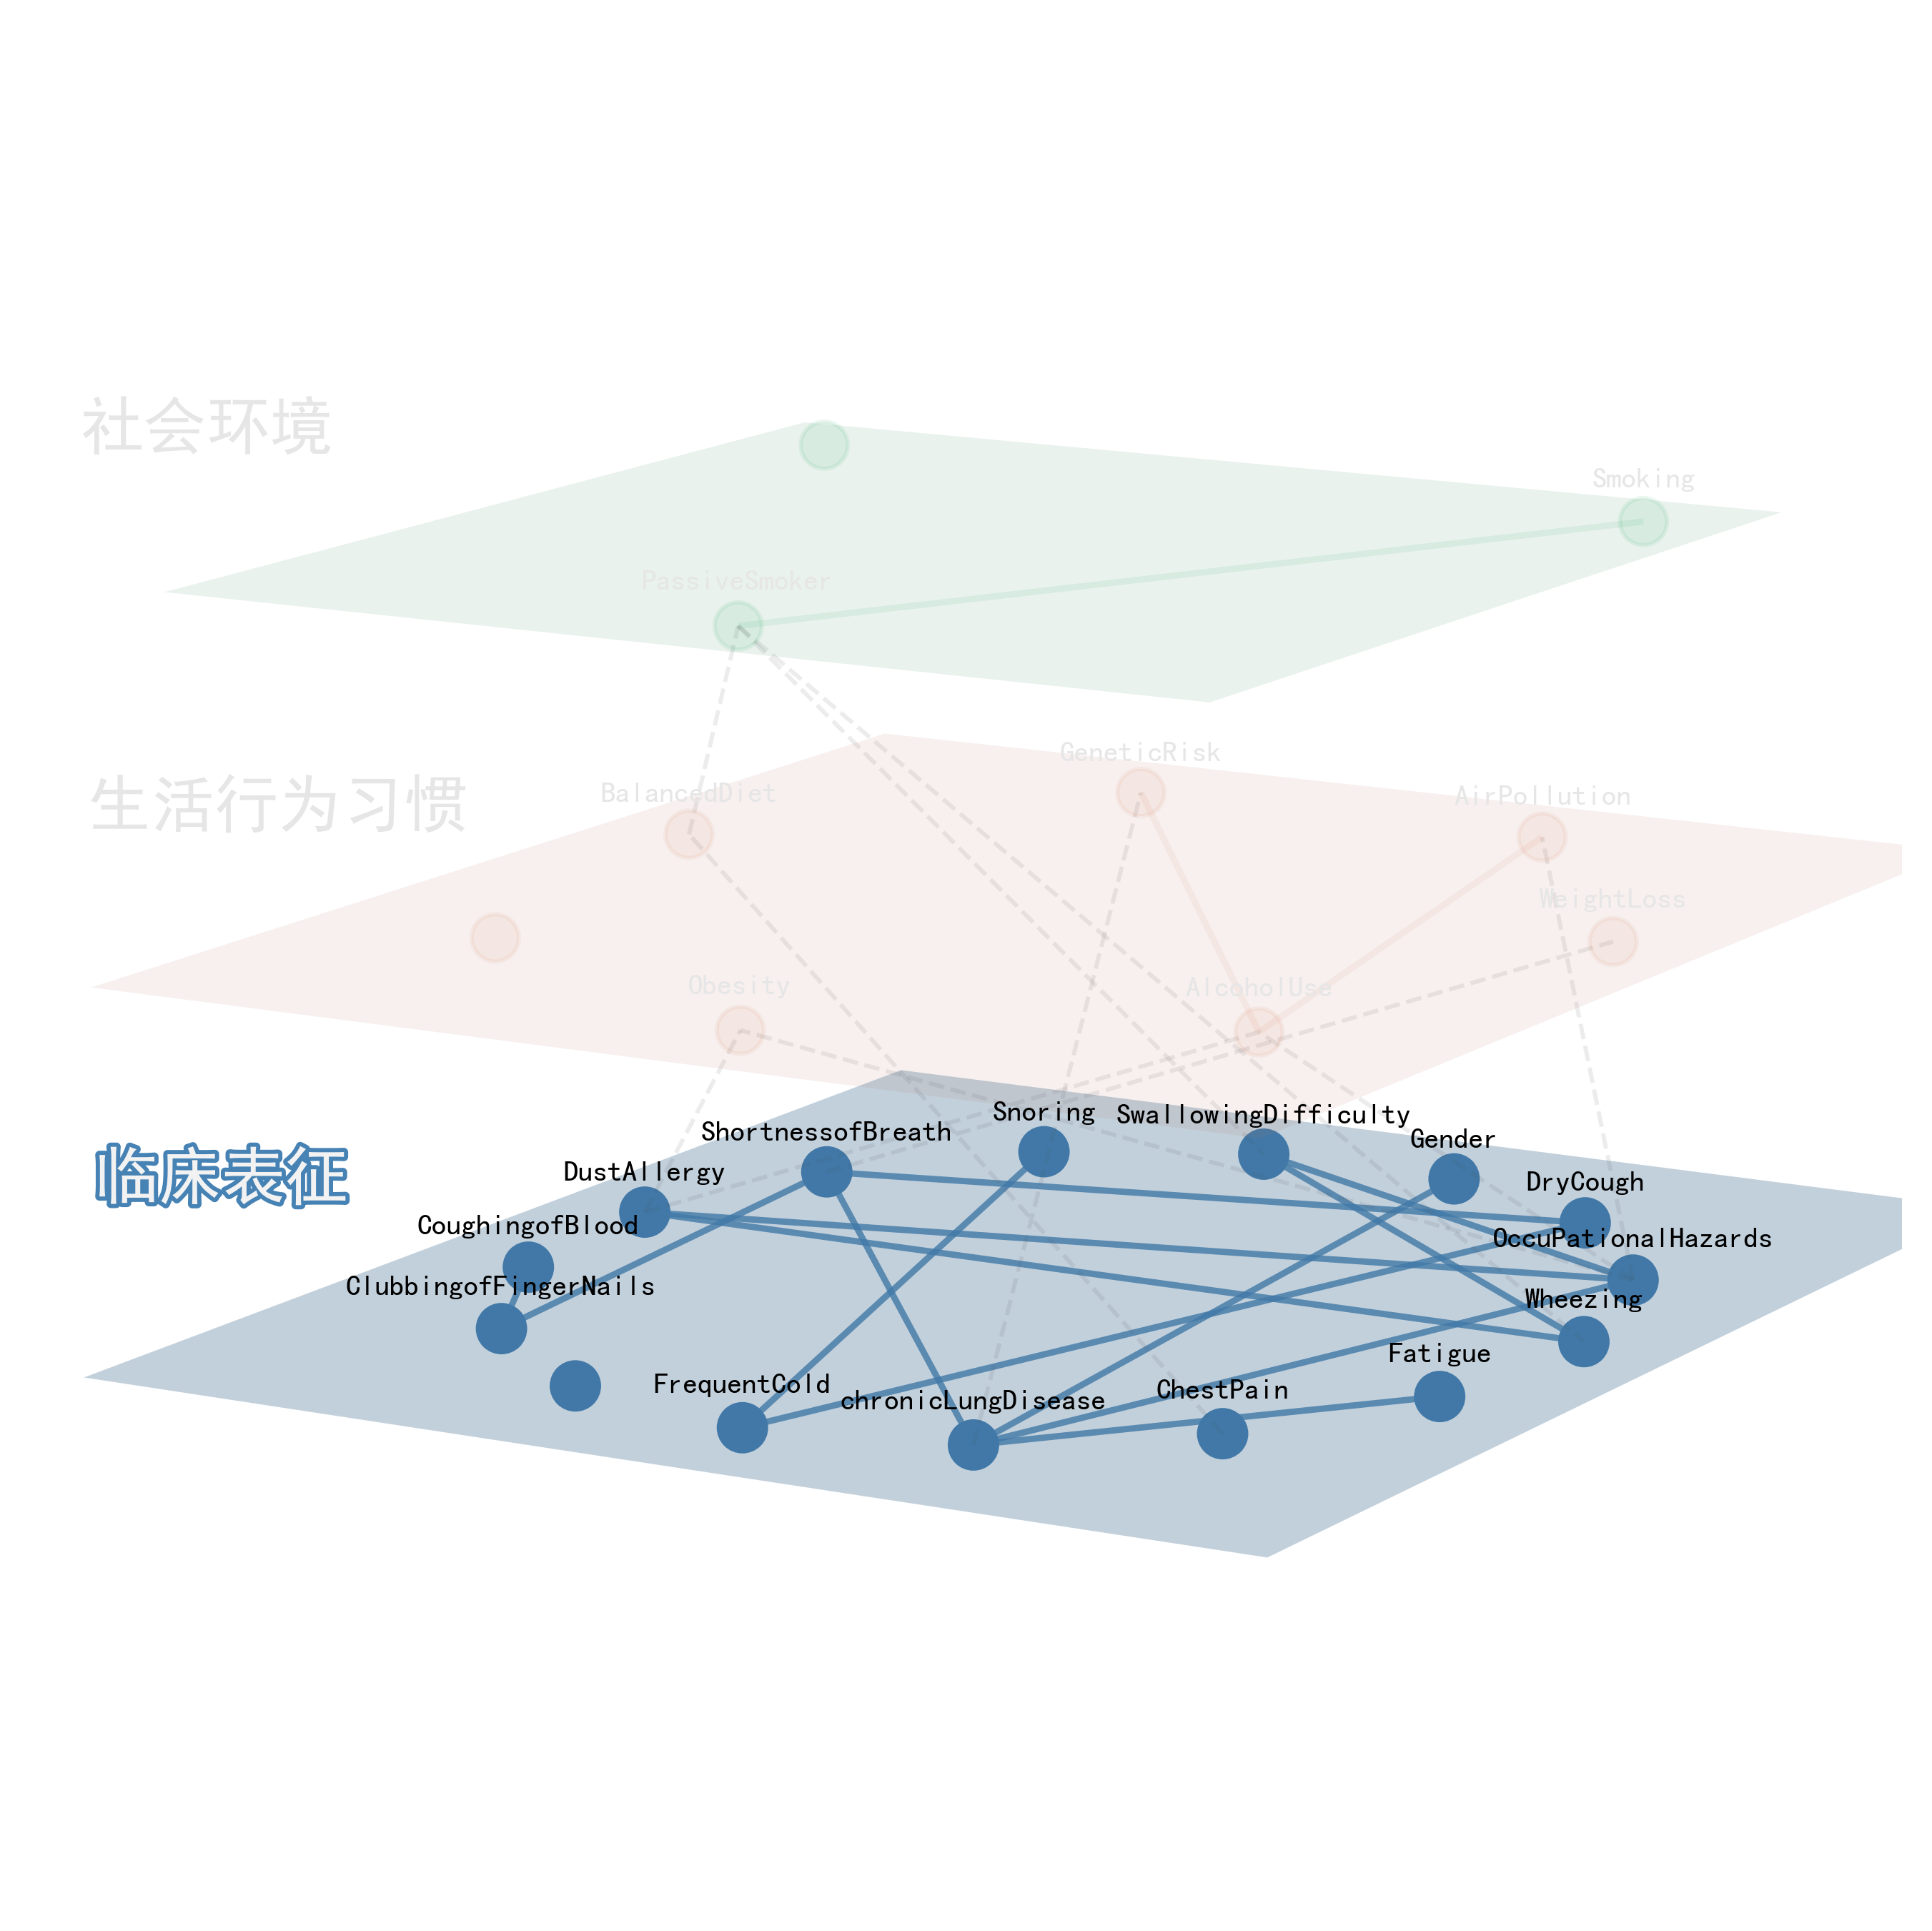 社会环境
Smoking
PassiveSmoker
GeneticRisk
生活行为习惯
BalancedDiet
AirPollution
WeightLoss
Obesity
AlcoholUse
临床表征
Snoring
SwallowingDifficulty
ShortnessofBreath
Gender
DustAllergy
DryCough
CoughingofBlood
OccuPationalHazards
ClubbingofFingerNails
Wheezing
Fatigue
FrequentCold
ChestPain
chronicLungDisease